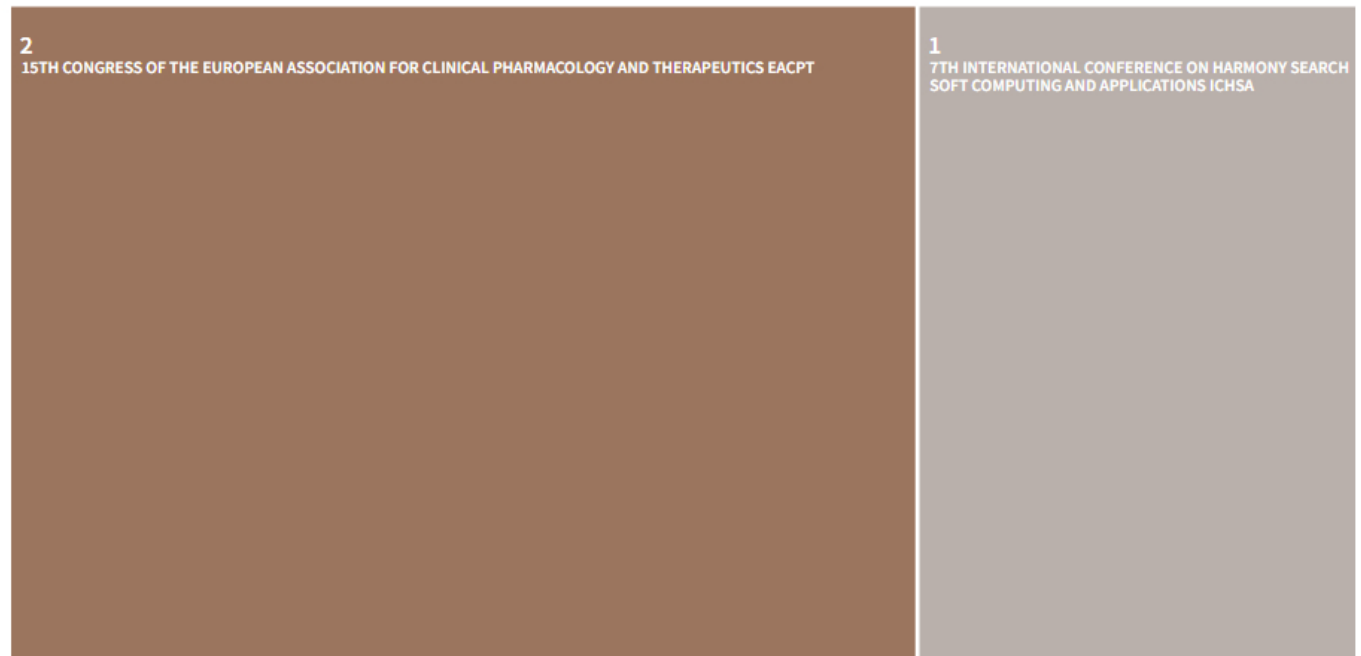 2
15TH CONGRESS OF THE EUROPEAN ASSOCIATION FOR CLINICAL PHARMACOLOGY AND THERAPEUTICS EACPT
1
7TH INTERNATIONAL CONFERENCE ON HARMONY SEARCH
SOFT COMPUTING AND APPLICATIONS ICHSA